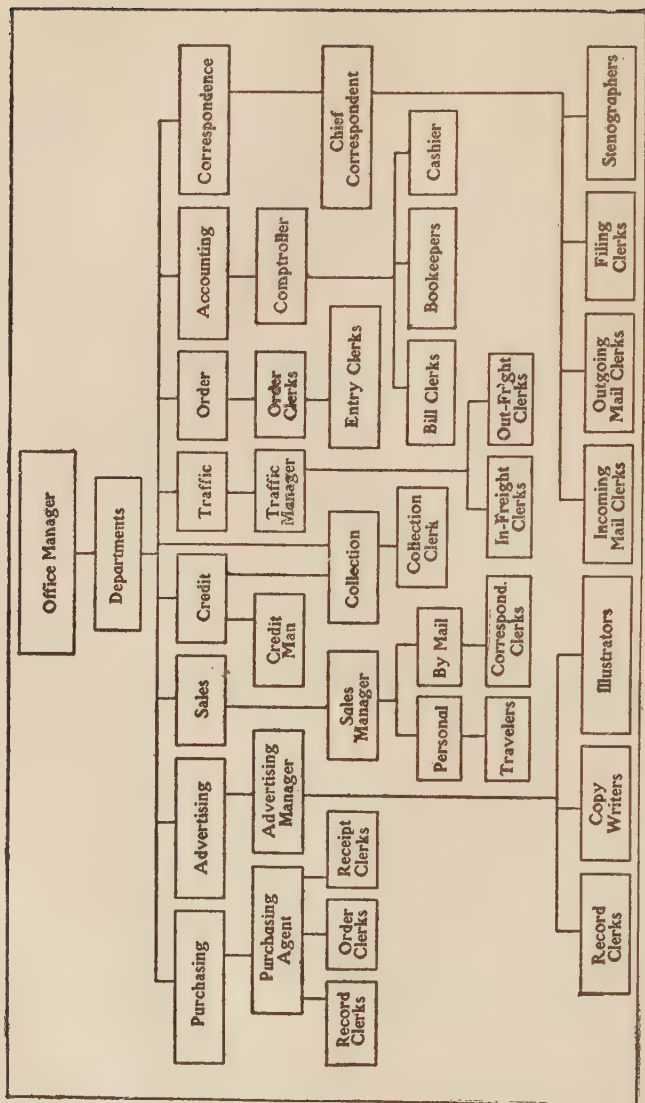 Office Manager
Departments
Purchasing
Advertising
Sales
Credit
Traffic
Order
Accounting
Correspondence
Purchasing
Agent
Advertising
Manager
Credit
Man
Traffic
Manager
Order
Clerks
Comptroller
Record
Clerks
Order
Clerks
Receipt
Clerks
Sales
Manager
Collection
Entry Clerks
Chief
Correspondent
Personal
By Mail
Collection
Clerk
Bill Clerks
Bookeepers
Cashier
Travelers
Correspond.
Clerks
In-Freight
Clerks
Out-Fr'ght
Clerks
Record Clerks
Copy
Writers
Illustrators
Incoming
Mail Clerks
Outgoing
Mail Clerks
Filing
Clerks
Stenographers